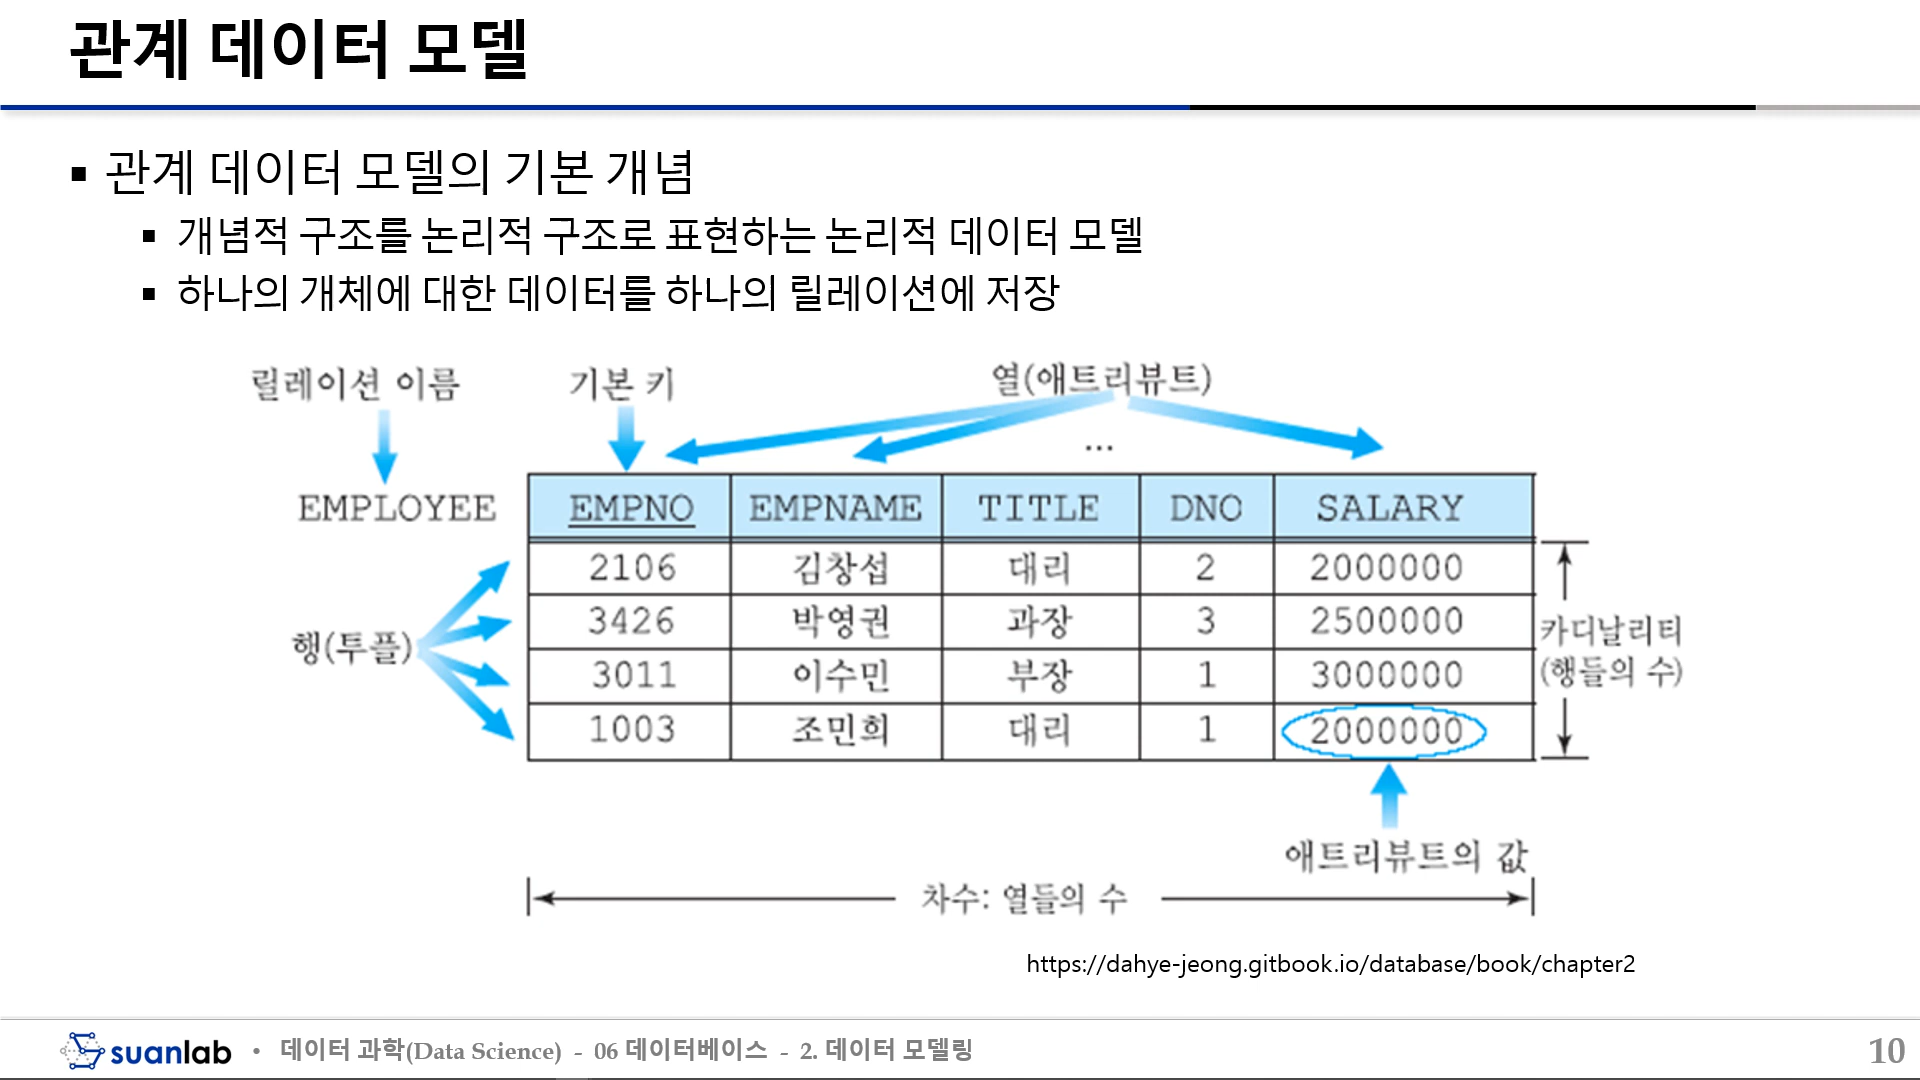 관계 데이터 모델
▪ 관계 데이터 모델의 기본 개념
▪ 개념적 구조를 논리적 구조로 표현하는 논리적 데이터 모델
▪ 하나의 개체에 대한 데이터를 하나의 릴레이션에 저장
릴레이션 이름 기본 키 열(애트리뷰트)
...
EMPLOYEE EMPNO EMPNAME TITLE DNO SALARY
2106 김창섭 대리 2 2000000
3426 박영권 과장 3 2500000
3011 이수민 부장 1 3000000
1003 조민희 대리 1 2000000
행(투플)
카디날리티
(행들의 수)
애트리뷰트의 값
차수: 열들의 수
https://dahye-jeong.gitbook.io/database/book/chapter2
suanlab • 데이터 과학(Data Science) - 06 데이터베이스 - 2. 데이터 모델링 10